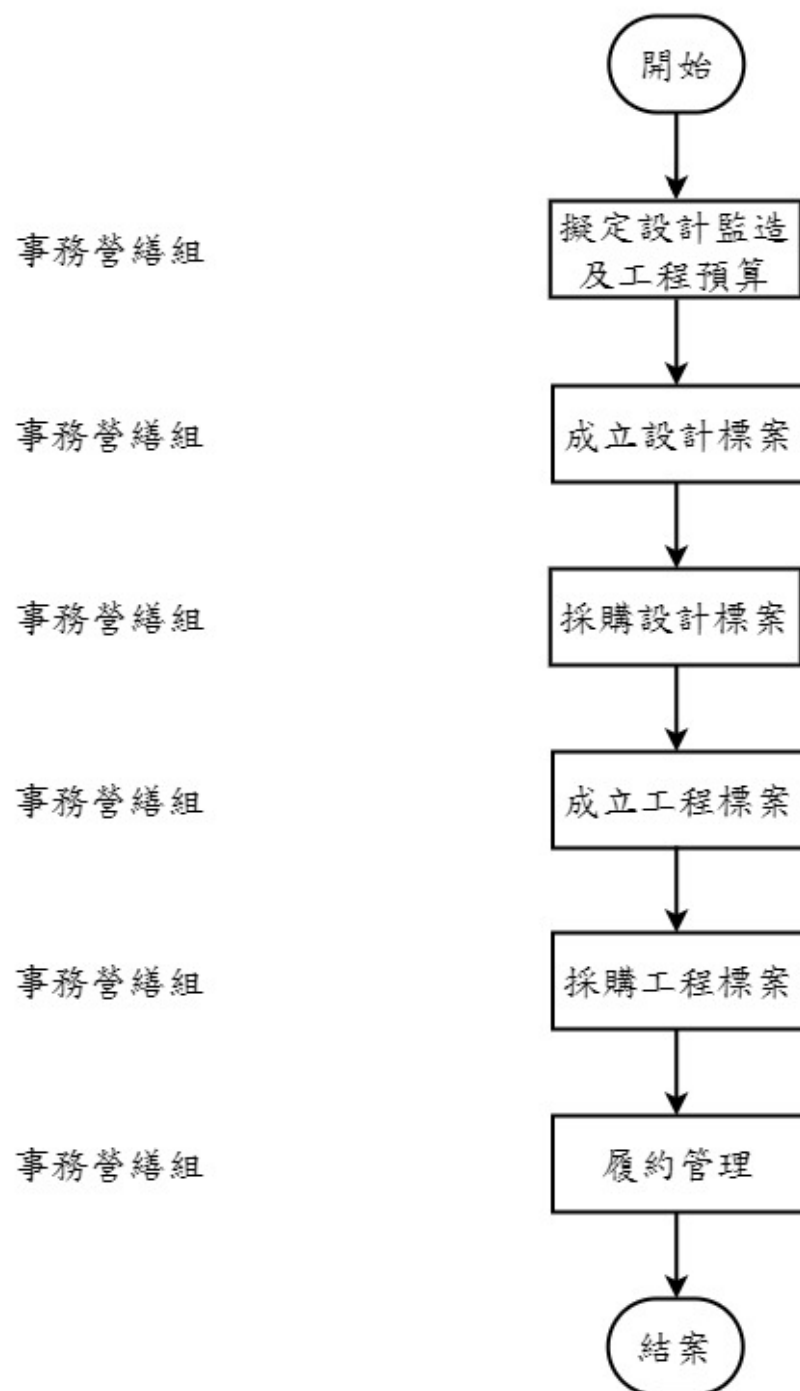 開始
事務營繕組
擬定設計監造
及工程預算
事務營繕組
成立設計標案
事務營繕組
採購設計標案
事務營繕組
成立工程標案
事務營繕組
採購工程標案
事務營繕組
履約管理
結案